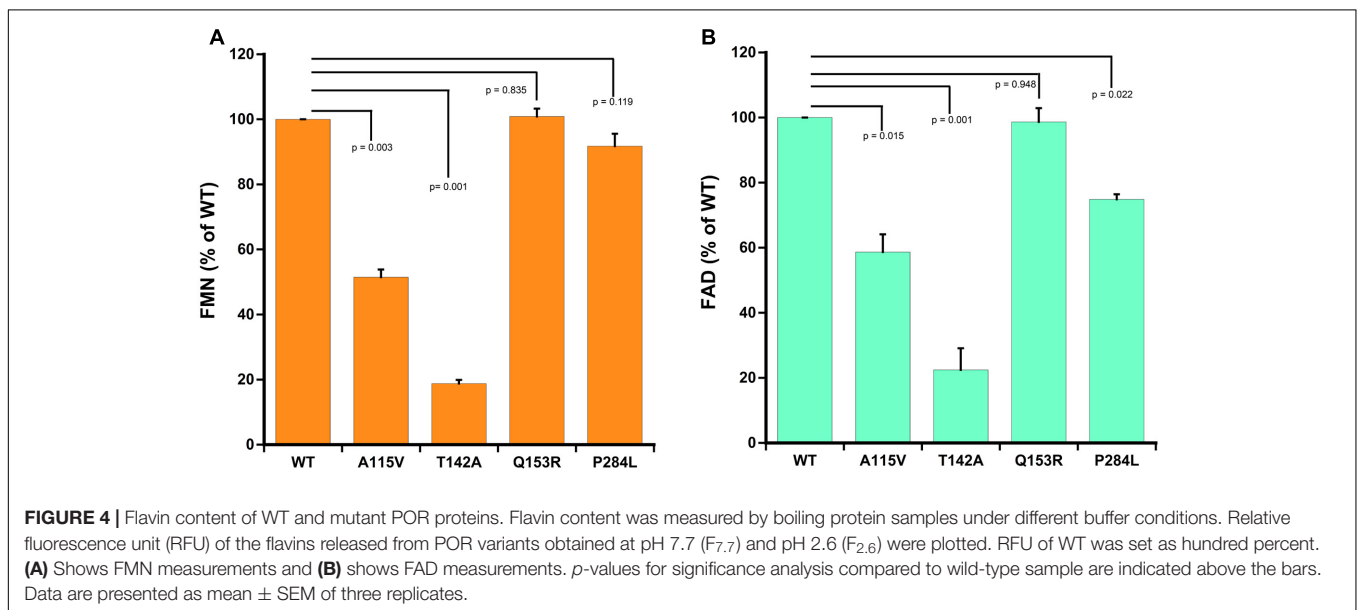 A
FMN (% of WT)
120
100
80
60
40
20
0
p = 0.003
p= 0.001
p = 0.835
p = 0.119
WT A115V T142A Q153R P284L
B
FAD (% of WT)
120
100
80
60
40
20
0
p = 0.015
p = 0.001
p = 0.948
p = 0.022
WT A115V T142A Q153R P284L
FIGURE 4 | Flavin content of WT and mutant POR proteins. Flavin content was measured by boiling protein samples under different buffer conditions. Relative
fluorescence unit (RFU) of the flavins released from POR variants obtained at pH 7.7 (F7.7) and pH 2.6 (F2.6) were plotted. RFU of WT was set as hundred percent.
(A) Shows FMN measurements and (B) shows FAD measurements. p-values for significance analysis compared to wild-type sample are indicated above the bars.
Data are presented as mean ± SEM of three replicates.